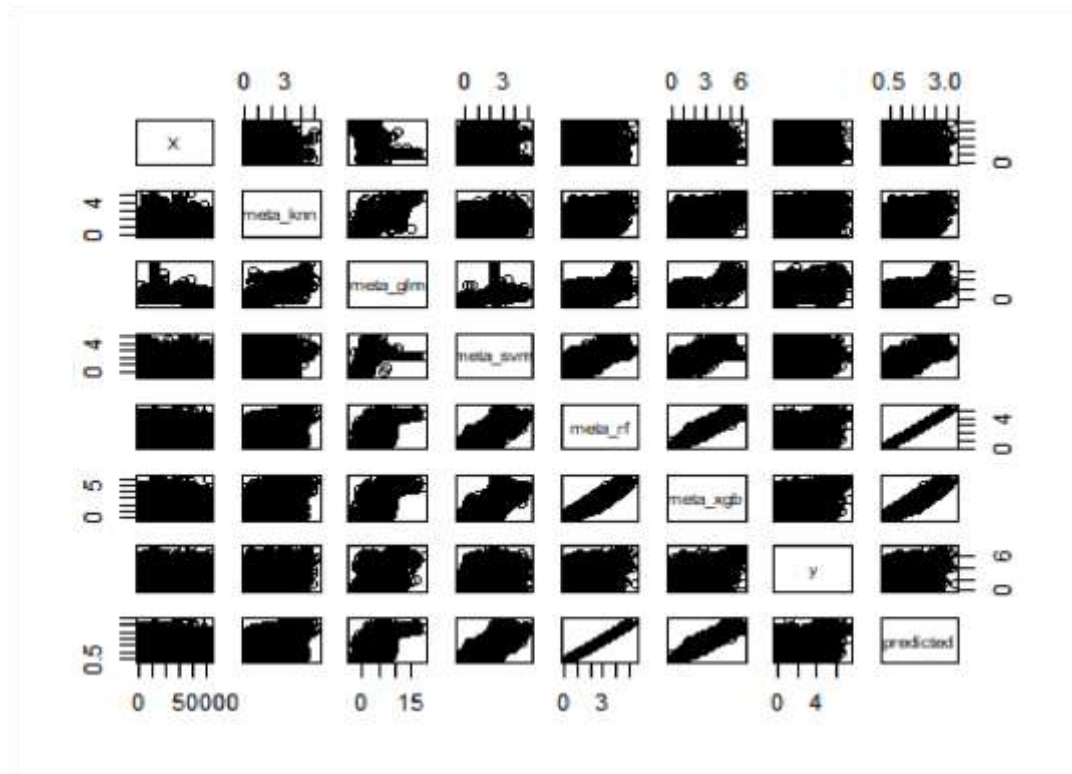 0 3 0 3 0 3 6 0.5 3.0
X 0
0 4 meta_knn
meta_glm 0
0 4 meta_svm
meta_rf 0 4
0 5 meta_xgb
y 0 6
0.5 predicted
0 50000 0 15 0 3 0 4